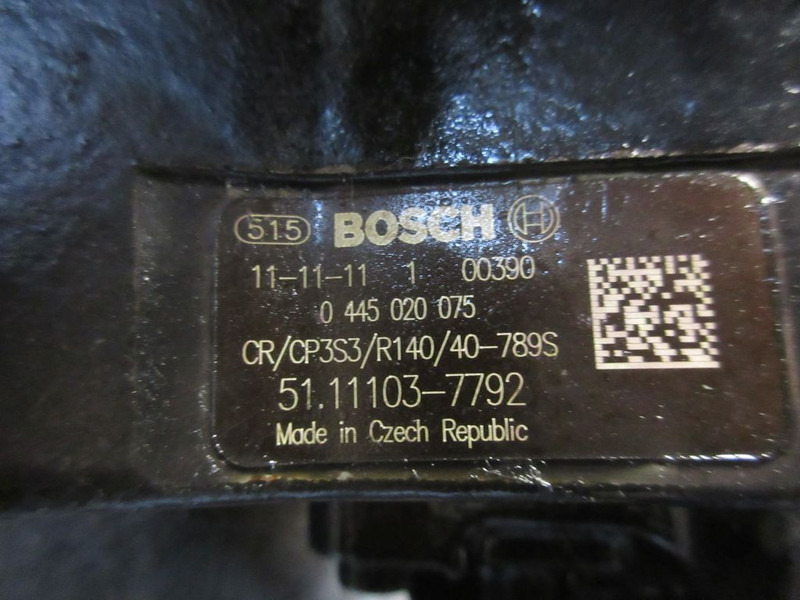 515 BOSCH
11-11-11 1 00390
0 445 020 075
CR/CP3S3/R140/40-789S
51.11103-7792
Made in Czech Republic